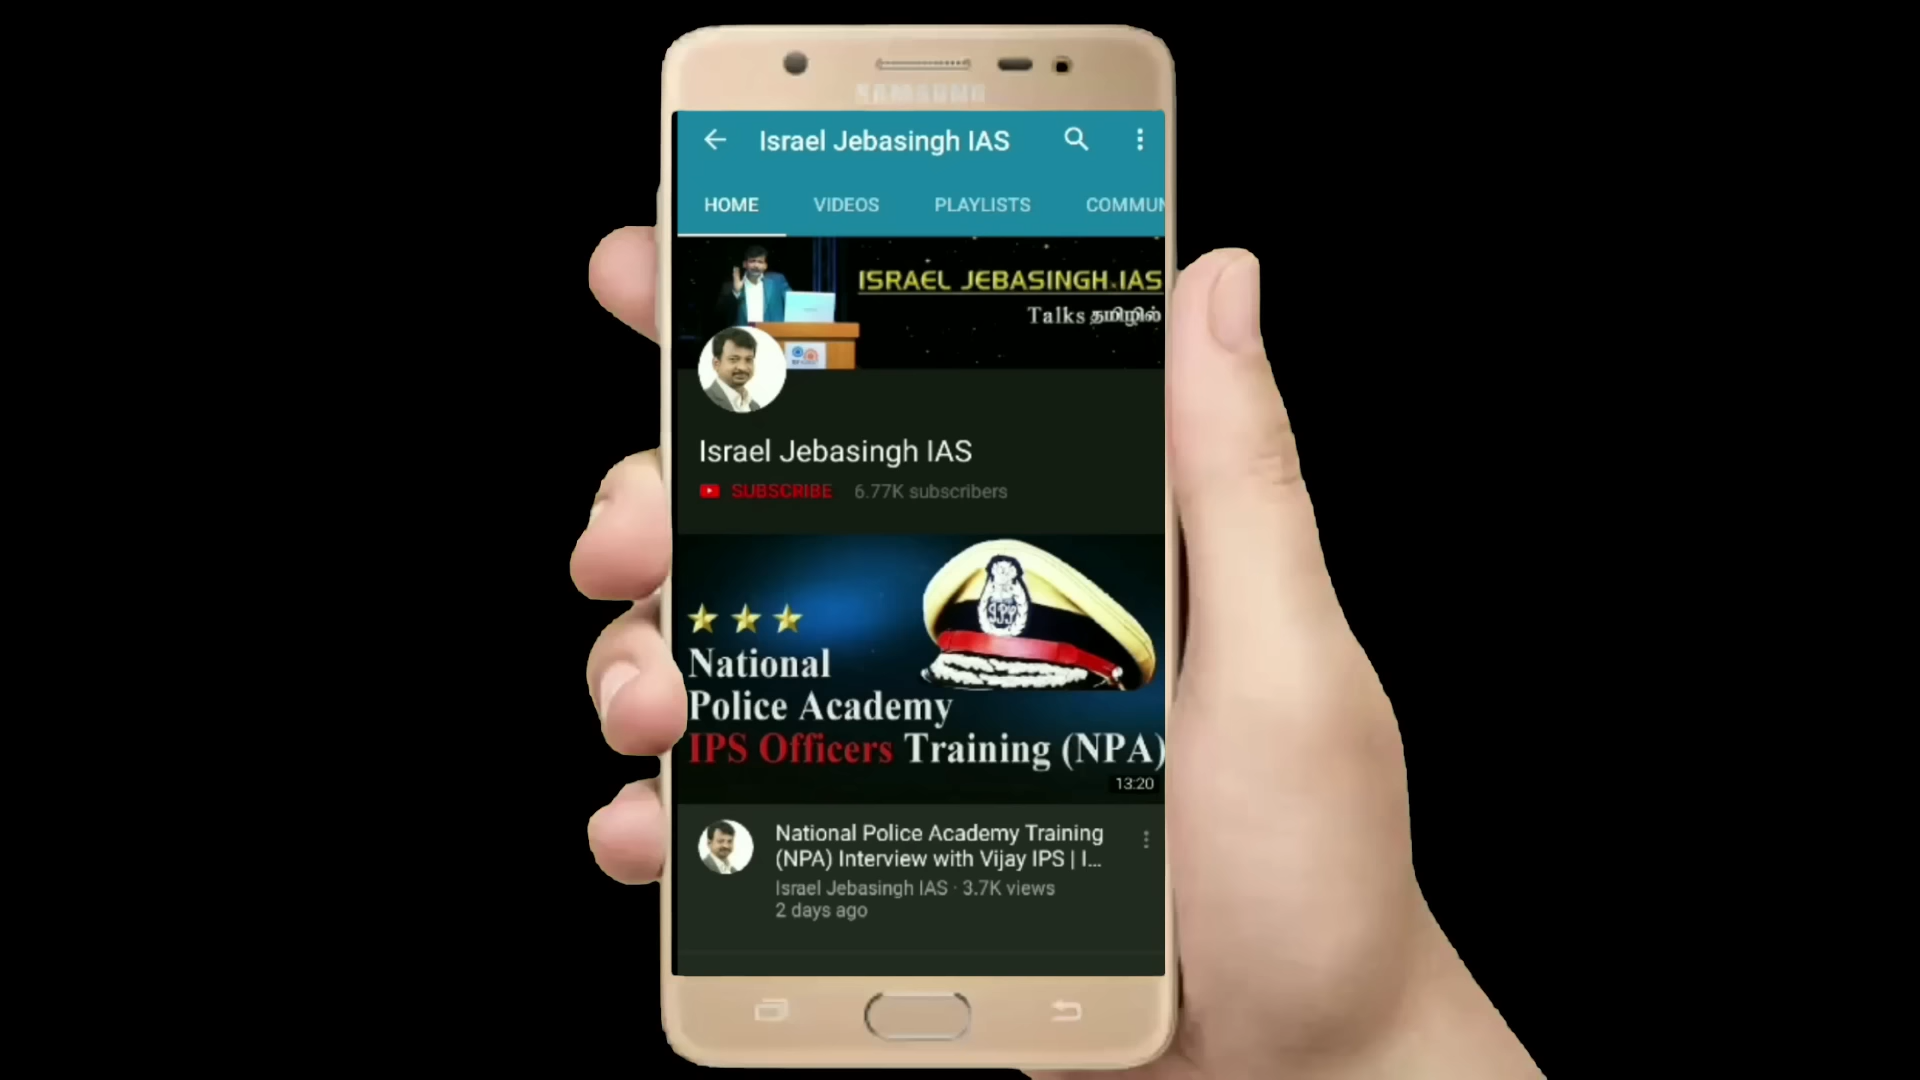 SAMSUNG
Israel Jebasingh IAS
HOME VIDEOS PLAYLISTS COMMUN
ISRAEL JEBASINGH.IAS
Talks தமிழில்
Israel Jebasingh IAS
SUBSCRIBE 6.77K subscribers
National
Police Academy
IPS Officers Training (NPA)
13:20
National Police Academy Training
(NPA) Interview with Vijay IPS | I...
Israel Jebasingh IAS · 3.7K views
2 days ago